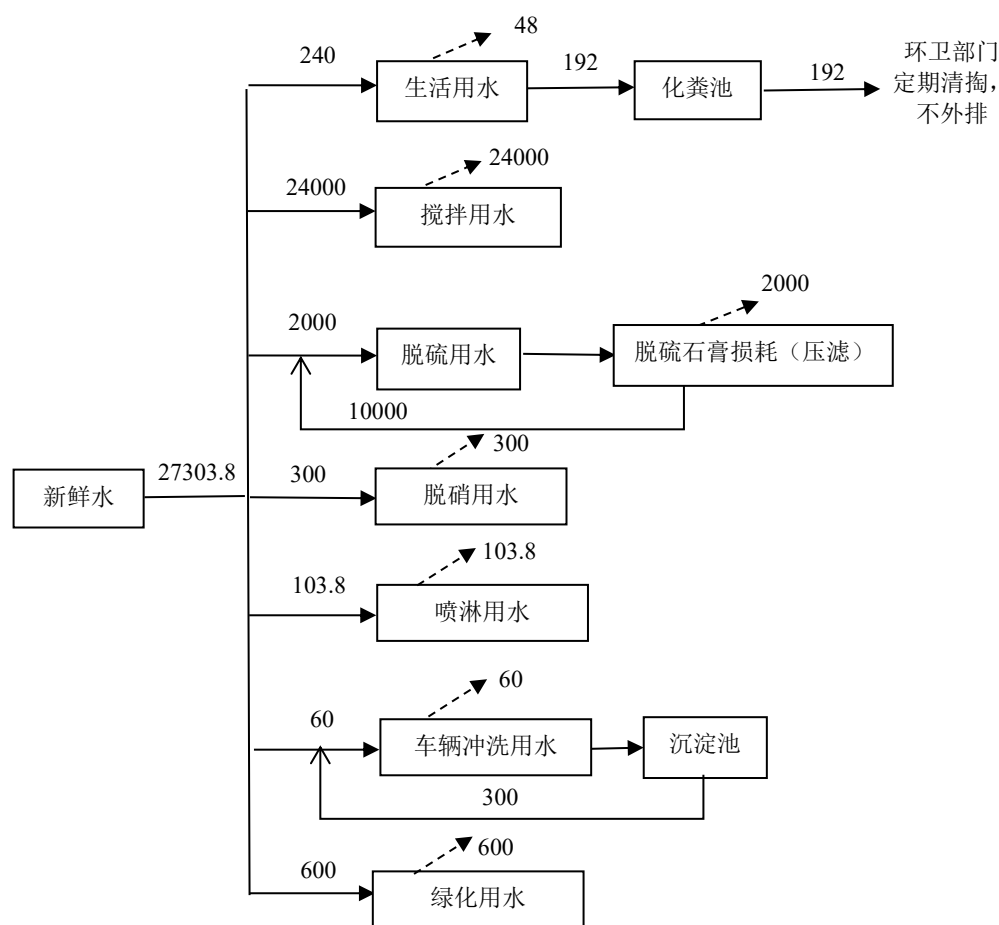 48
240
生活用水
192
化粪池
192
环卫部门
定期清掏，
不外排
24000
24000
搅拌用水
2000
2000
脱硫用水
脱硫石膏损耗（压滤）
10000
新鲜水
27303.8
300
300
脱硝用水
103.8
103.8
喷淋用水
60
60
车辆冲洗用水
沉淀池
300
600
600
绿化用水